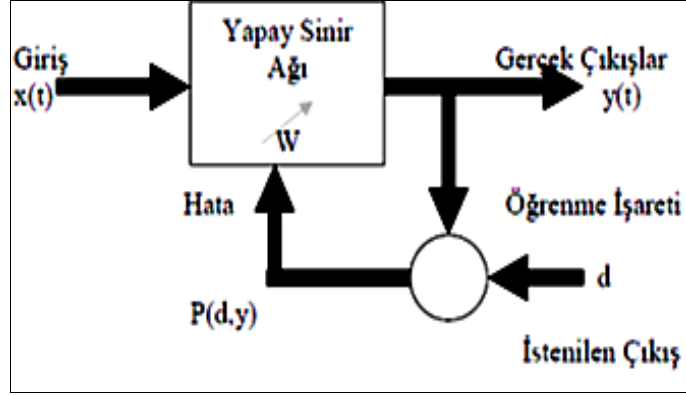 Yapay Sinir
Ağı
W
Giriş
x(t)
Gerçek Çıkışlar
y(t)
Hata
Öğrenme İşareti
d
P(d,y)
İstenilen Çıkış